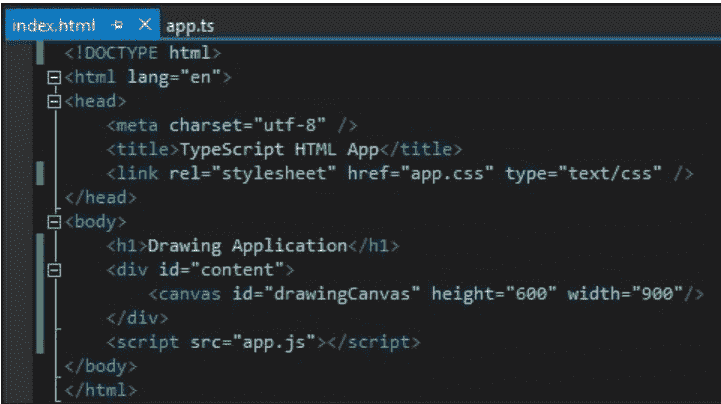 index.html app.ts
<!DOCTYPE html>
<html lang="en">
<head>
<meta charset="utf-8" />
<title>TypeScript HTML App</title>
<link rel="stylesheet" href="app.css" type="text/css" />
</head>
<body>
<h1>Drawing Application</h1>
<div id="content">
<canvas id="drawingCanvas" height="600" width="900"/>
</div>
<script src="app.js"></script>
</body>
</html>